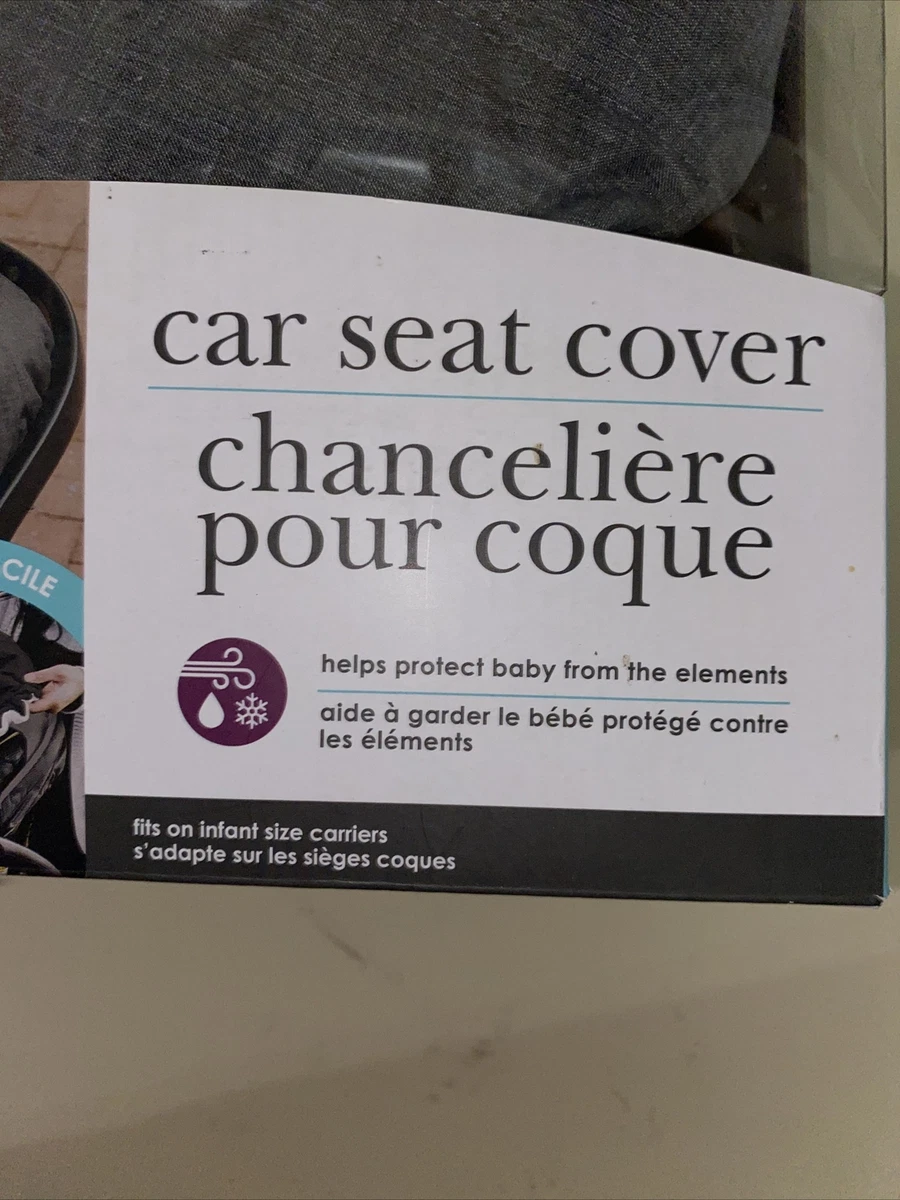 car seat cover
chancelière
pour coque
helps protect baby from the elements
aide à garder le bébé protégé contre
les éléments
CILE
fits on infant size carriers
s'adapte sur les sièges coques